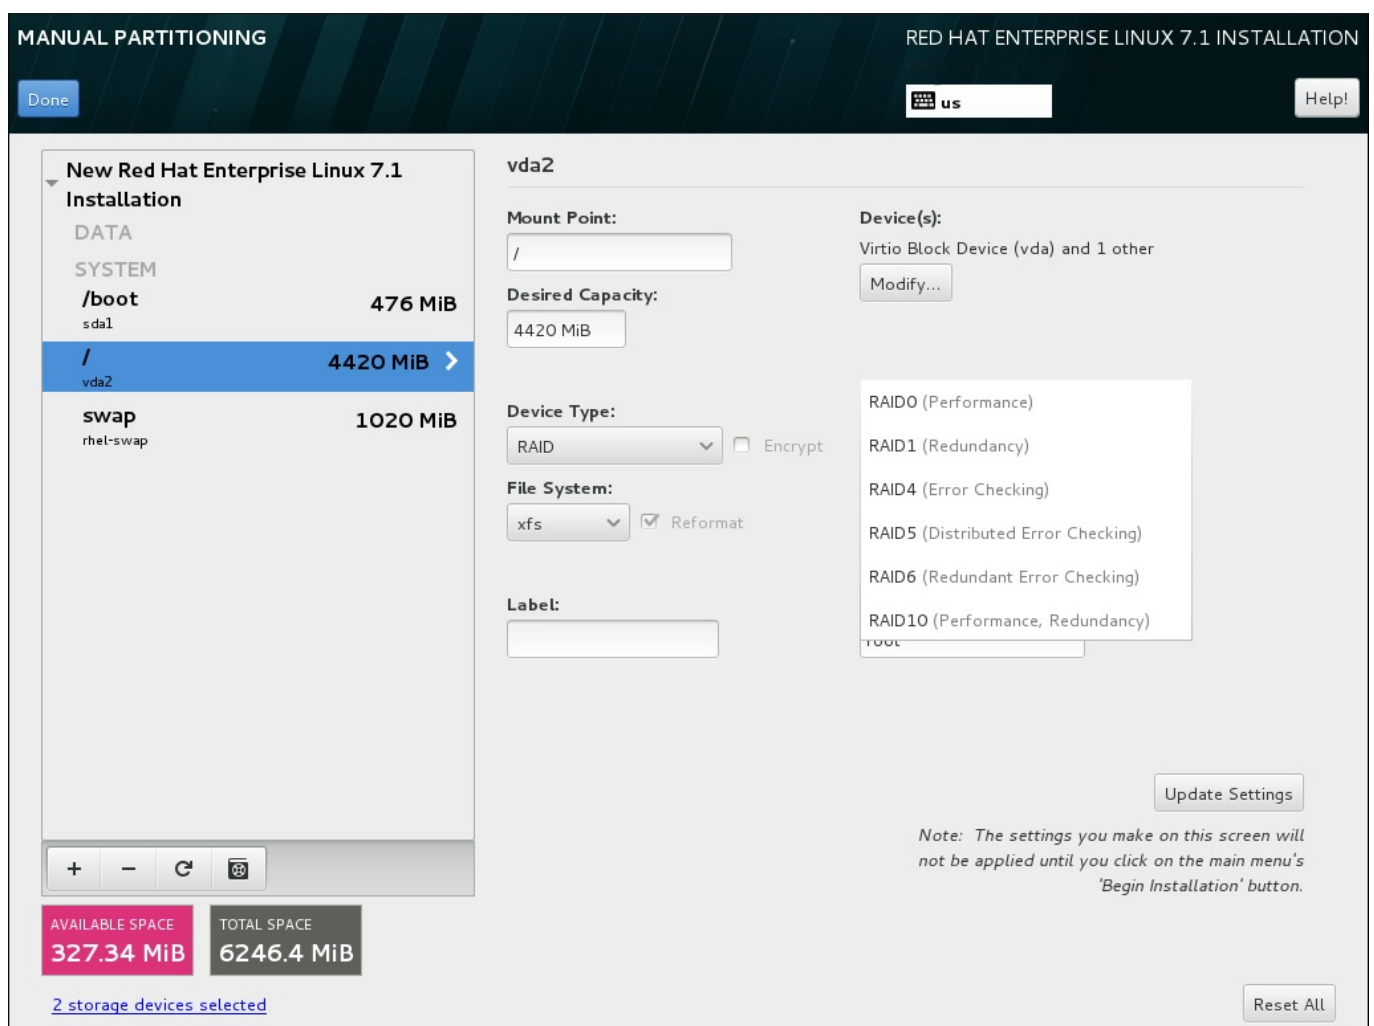 MANUAL PARTITIONING
RED HAT ENTERPRISE LINUX 7.1 INSTALLATION
Done
us
Help!
New Red Hat Enterprise Linux 7.1
Installation
DATA
SYSTEM
/boot 476 MiB
sda1
/ 4420 MiB
vda2
swap 1020 MiB
rhel-swap
+ −
AVAILABLE SPACE
327.34 MiB
TOTAL SPACE
6246.4 MiB
2 storage devices selected
vda2
Mount Point:
/
Desired Capacity:
4420 MiB
Device(s):
Virtio Block Device (vda) and 1 other
Modify...
Device Type:
RAID
Encrypt
File System:
xfs
Reformat
Label:
RAID0 (Performance)
RAID1 (Redundancy)
RAID4 (Error Checking)
RAID5 (Distributed Error Checking)
RAID6 (Redundant Error Checking)
RAID10 (Performance, Redundancy)
root
Update Settings
Note: The settings you make on this screen will
not be applied until you click on the main menu's
'Begin Installation' button.
Reset All